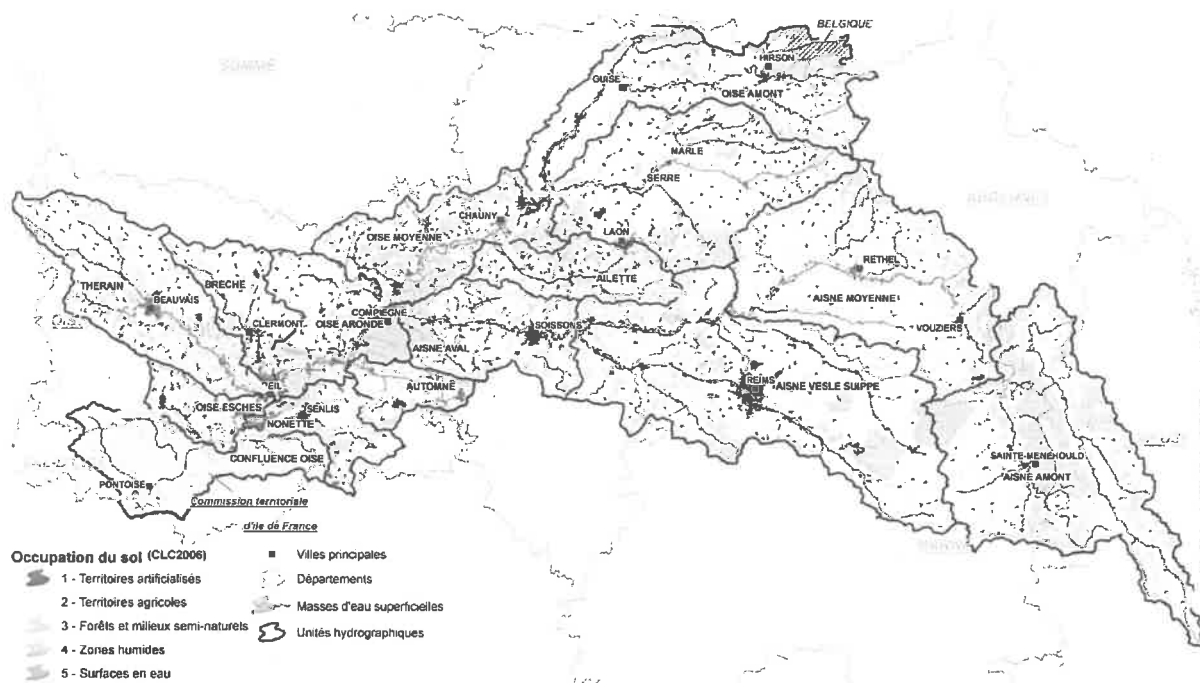 BELGIQUE
SOMME
HIRSON
GUISE
OISE AMONT
MARLE
SERRE
CHAUNY
OISE MOYENNE
LAON
RETHEL
AILETTE
THERAIN
BRECHE
BEAUVAIS
AISNE MOYENNE
COMPIEGNE
CLERMONT
OISE ARONDE
SOISSONS
VOUZIERS
AISNE AVAL
REIMS
AISNE VESLE SUIPPE
AUTOMNE
OISE ESCHES
SENLIS
NONETTE
CONFLUENCE OISE
SAINTE-MENEHOULD
AISNE AMONT
PONTOISE
Commission territoriale
d'ile de France
Occupation du sol (CLC2006)
1 - Territoires artificialisés
2 - Territoires agricoles
3 - Forêts et milieux semi-naturels
4 - Zones humides
5 - Surfaces en eau
Villes principales
Départements
Masses d'eau superficielles
Unités hydrographiques